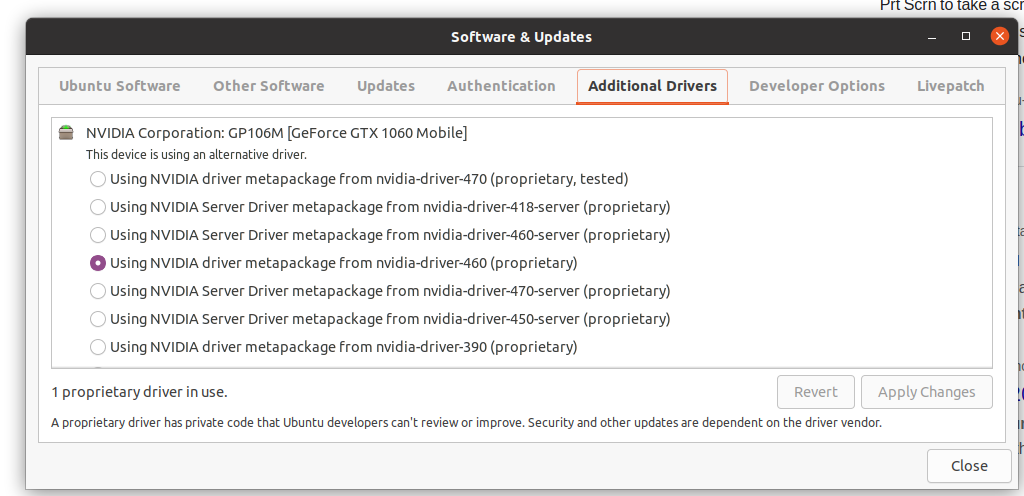 Prt Scrn to take a scr
Software & Updates
Ubuntu Software Other Software Updates Authentication Additional Drivers Developer Options Livepatch
NVIDIA Corporation: GP106M [GeForce GTX 1060 Mobile]
This device is using an alternative driver.
Using NVIDIA driver metapackage from nvidia-driver-470 (proprietary, tested)
Using NVIDIA Server Driver metapackage from nvidia-driver-418-server (proprietary)
Using NVIDIA Server Driver metapackage from nvidia-driver-460-server (proprietary)
Using NVIDIA driver metapackage from nvidia-driver-460 (proprietary)
Using NVIDIA Server Driver metapackage from nvidia-driver-470-server (proprietary)
Using NVIDIA Server Driver metapackage from nvidia-driver-450-server (proprietary)
Using NVIDIA driver metapackage from nvidia-driver-390 (proprietary)
1 proprietary driver in use.
Revert Apply Changes
A proprietary driver has private code that Ubuntu developers can't review or improve. Security and other updates are dependent on the driver vendor.
Close